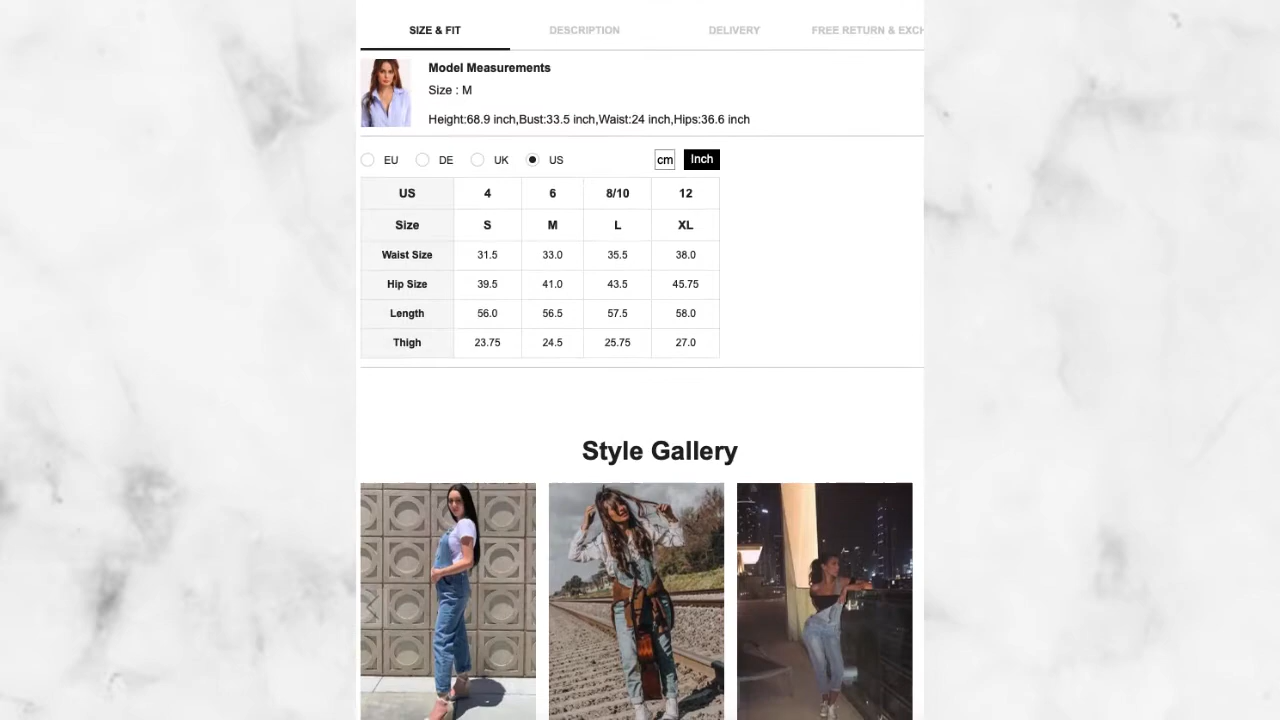 SIZE & FIT DESCRIPTION DELIVERY FREE RETURN & EXCH
Model Measurements
Size : M
Height:68.9 inch,Bust:33.5 inch,Waist:24 inch,Hips:36.6 inch
EU DE UK US cm Inch
US 4 6 8/10 12
Size S M L XL
Waist Size 31.5 33.0 35.5 38.0
Hip Size 39.5 41.0 43.5 45.75
Length 56.0 56.5 57.5 58.0
Thigh 23.75 24.5 25.75 27.0
Style Gallery